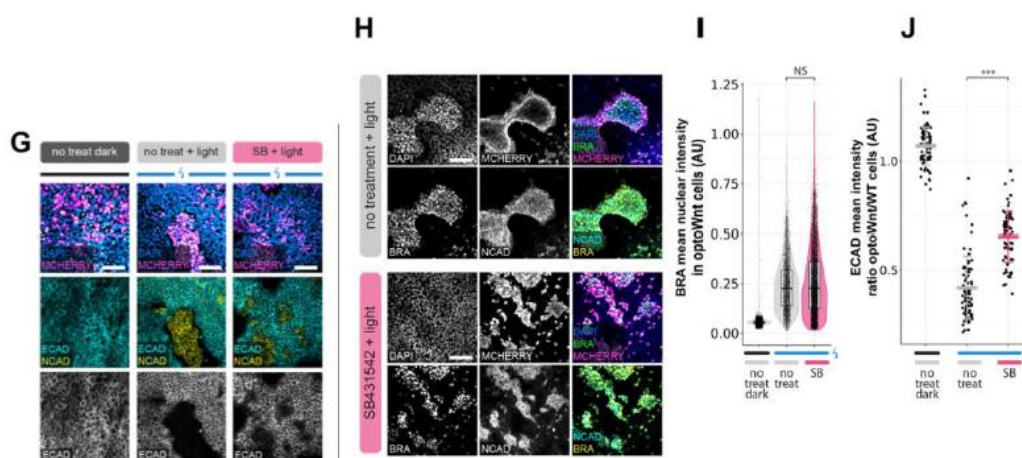 G
no treat dark
no treat + light
SB + light
MCHERRY
MCHERRY
MCHERRY
ECAD
NCAD
ECAD
NCAD
ECAD
NCAD
ECAD
ECAD
ECAD
H
no treatment + light
DAPI
MCHERRY
DAPI
BRA
MCHERRY
BRA
NCAD
NCAD
BRA
SB431542 + light
DAPI
MCHERRY
DAPI
BRA
MCHERRY
BRA
NCAD
NCAD
BRA
I
BRA mean nuclear intensity
in optoWnt cells (AU)
NS
1.25
1.00
0.75
0.50
0.25
0.00
no
treat
dark
no
treat
SB
J
ECAD mean intensity
ratio optoWnt/WT cells (AU)
***
1.0
0.5
no
treat
dark
no
treat
SB